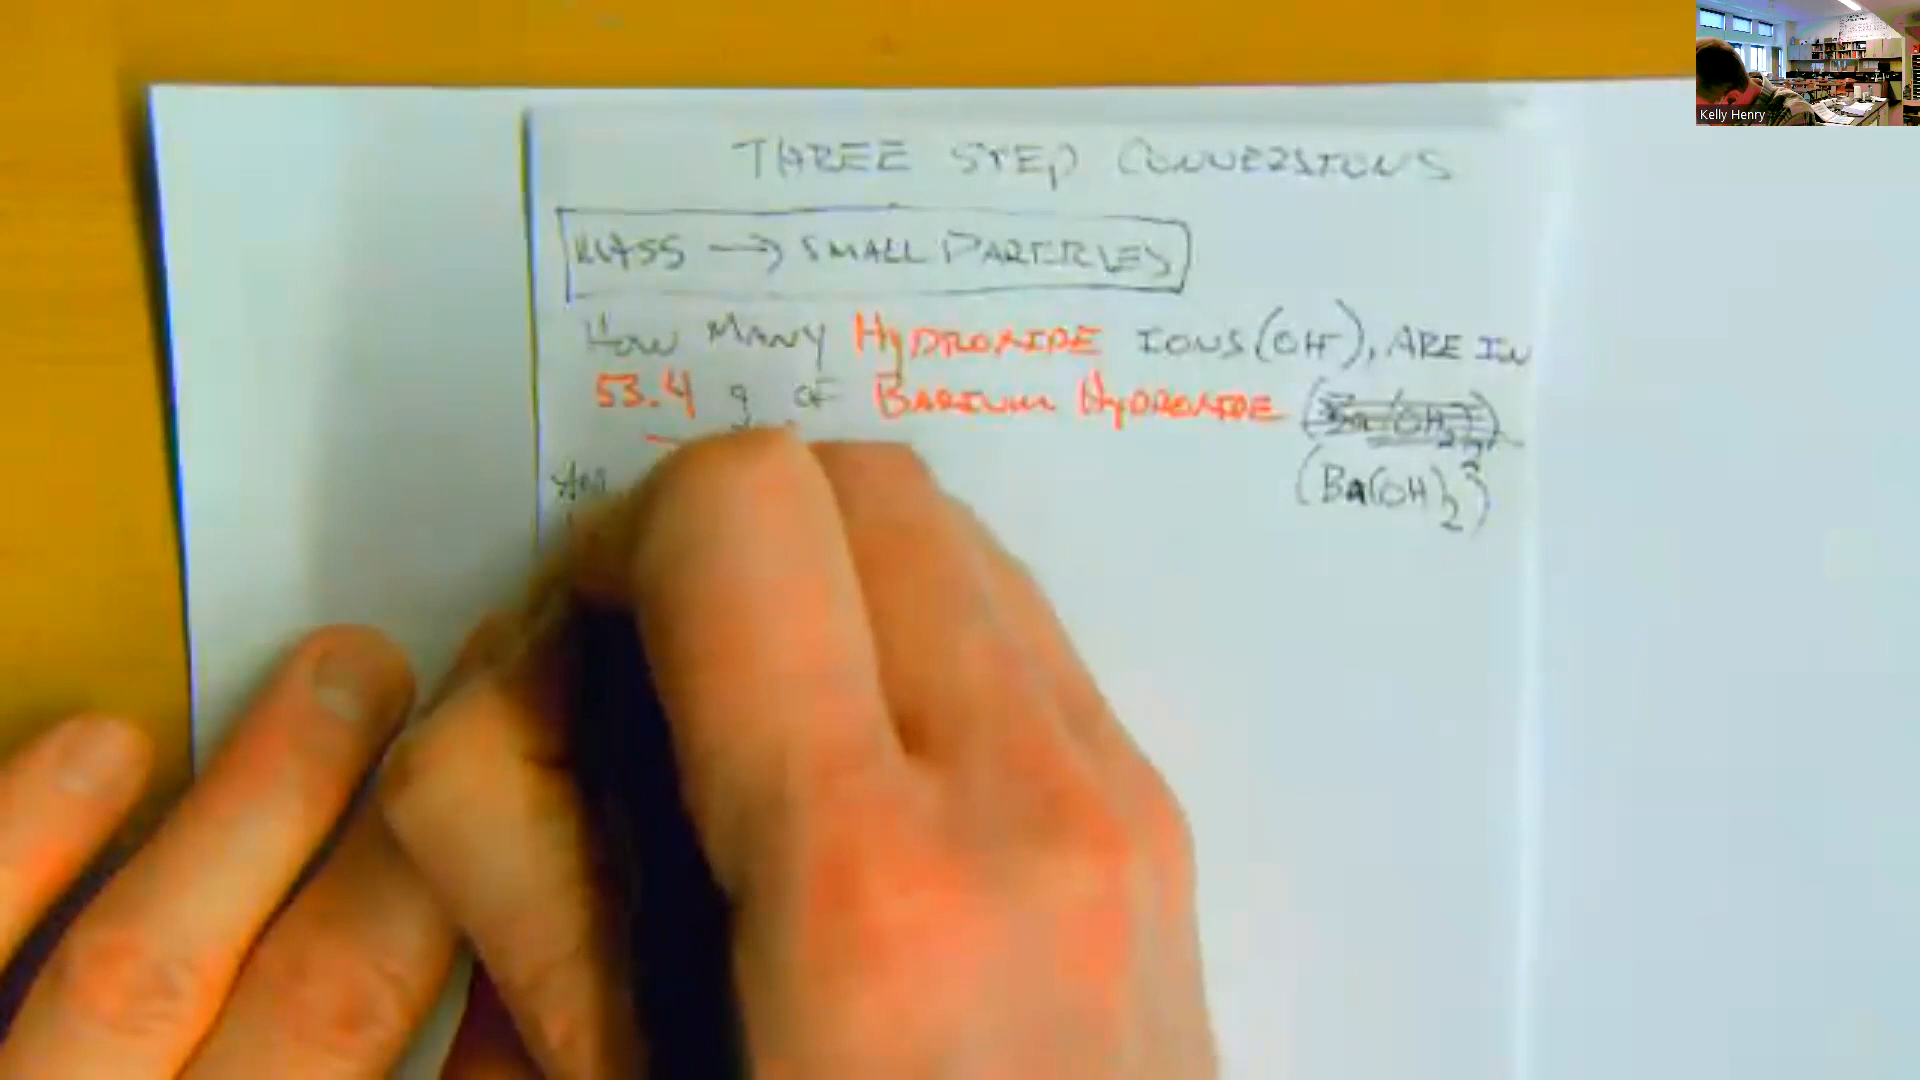 THREE STEP CONVERSIONS
MASS → SMALL PARTICLES
HOW MANY HYDROXIDE IONS (OH⁻), ARE IN
53.4 g OF BARIUM HYDROXIDE
(Ba(OH)₂)
Kelly Henry